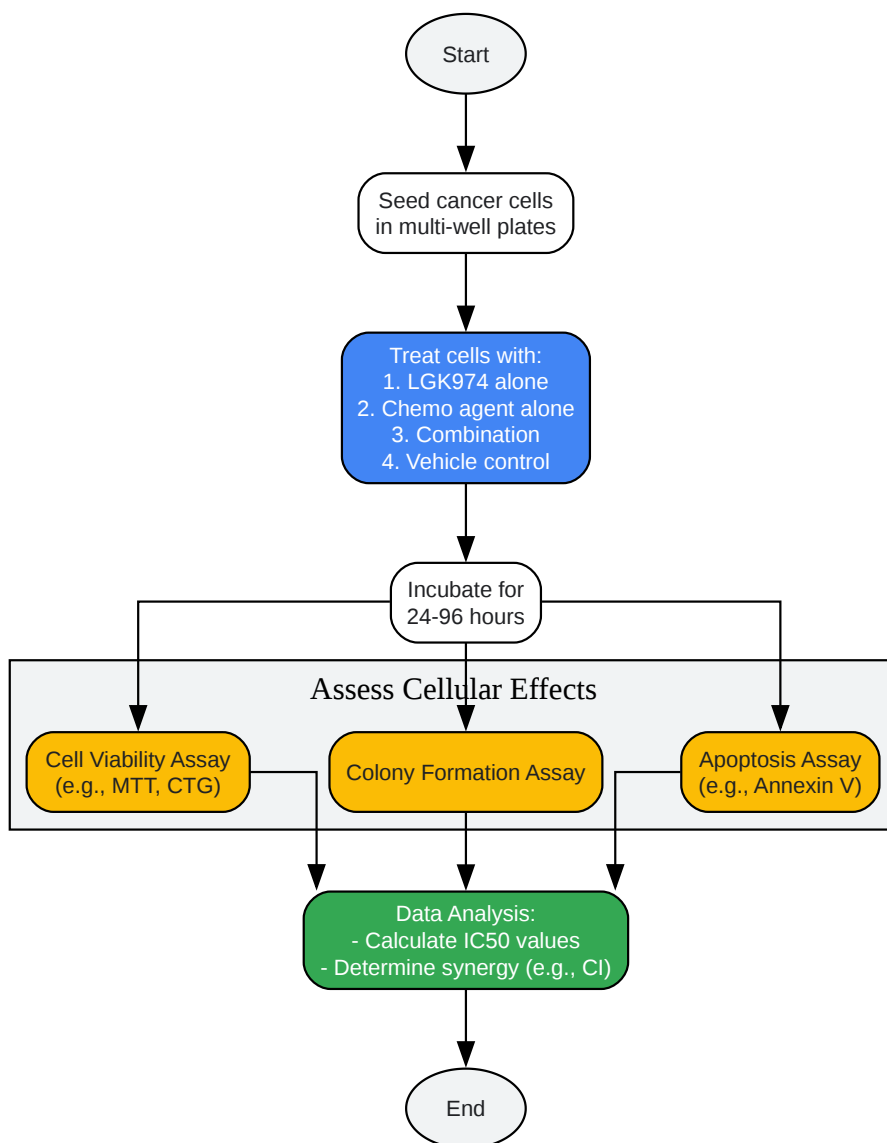 Start
Seed cancer cells
in multi-well plates
Treat cells with:
1. LGK974 alone
2. Chemo agent alone
3. Combination
4. Vehicle control
Incubate for
24-96 hours
Assess Cellular Effects
Cell Viability Assay
(e.g., MTT, CTG)
Colony Formation Assay
Apoptosis Assay
(e.g., Annexin V)
Data Analysis:
- Calculate IC50 values
- Determine synergy (e.g., CI)
End